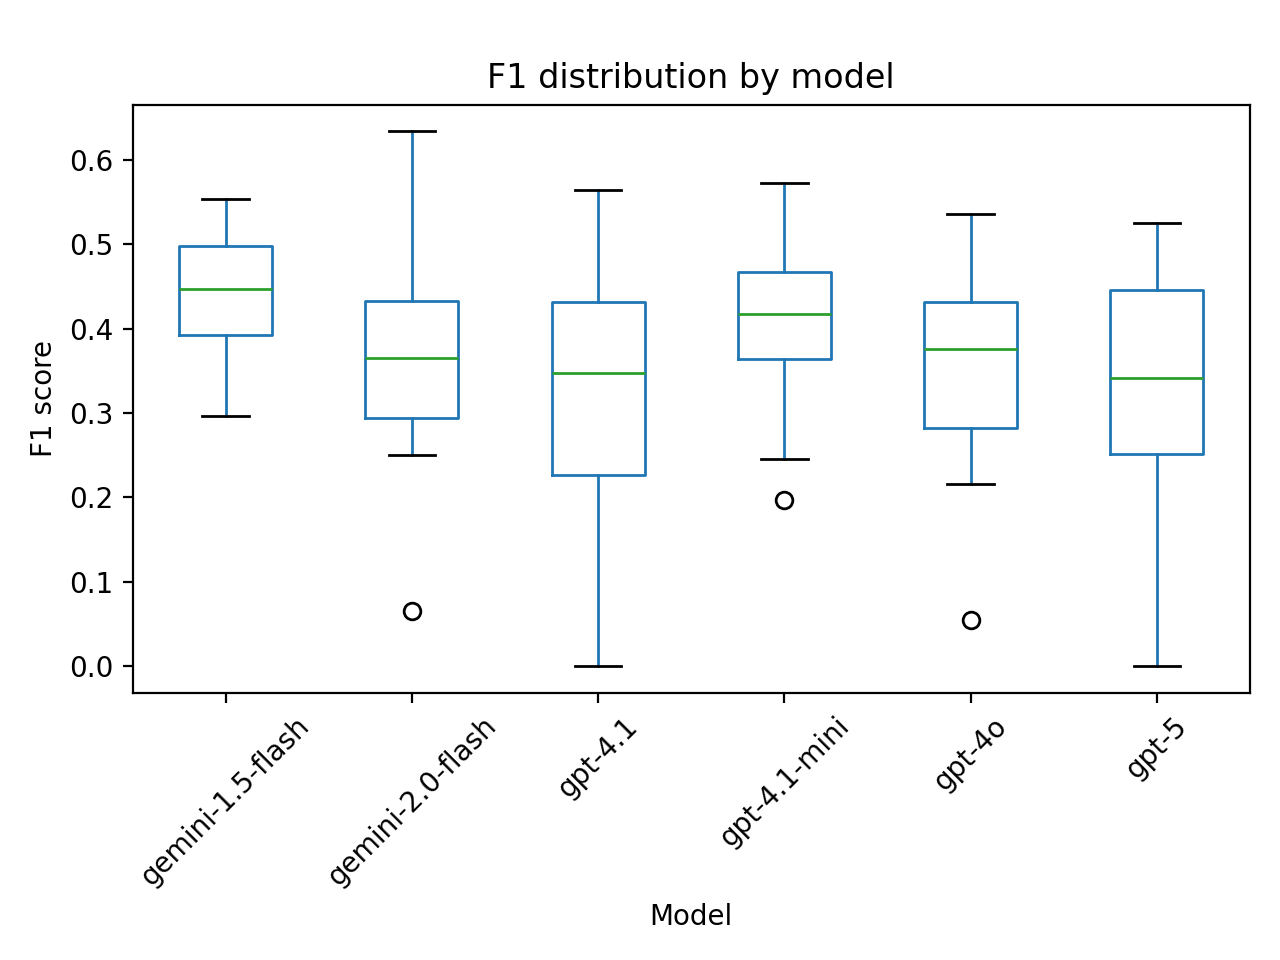 F1 distribution by model
F1 score
0.6
0.5
0.4
0.3
0.2
0.1
0.0
gemini-1.5-flash
gemini-2.0-flash
gpt-4.1
gpt-4.1-mini
gpt-4o
gpt-5
Model